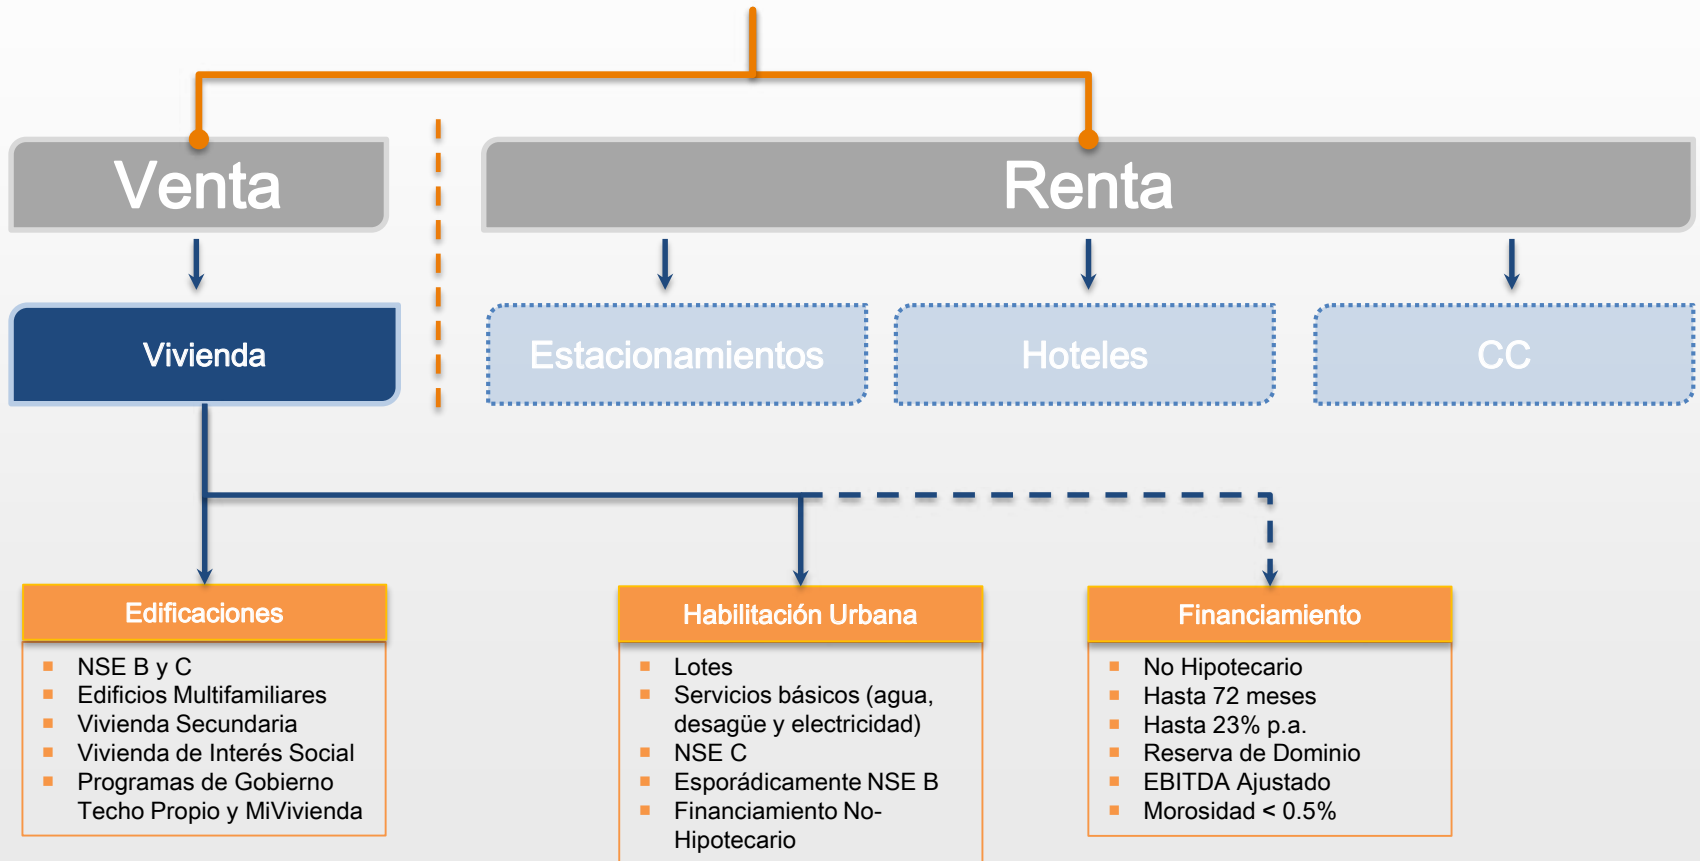 Venta
Renta
Vivienda
Estacionamientos
Hoteles
CC
Edificaciones
NSE B y C
Edificios Multifamiliares
Vivienda Secundaria
Vivienda de Interés Social
Programas de Gobierno
Techo Propio y MiVivienda
Habilitación Urbana
Lotes
Servicios básicos (agua,
desagüe y electricidad)
NSE C
Esporádicamente NSE B
Financiamiento No-
Hipotecario
Financiamiento
No Hipotecario
Hasta 72 meses
Hasta 23% p.a.
Reserva de Dominio
EBITDA Ajustado
Morosidad < 0.5%